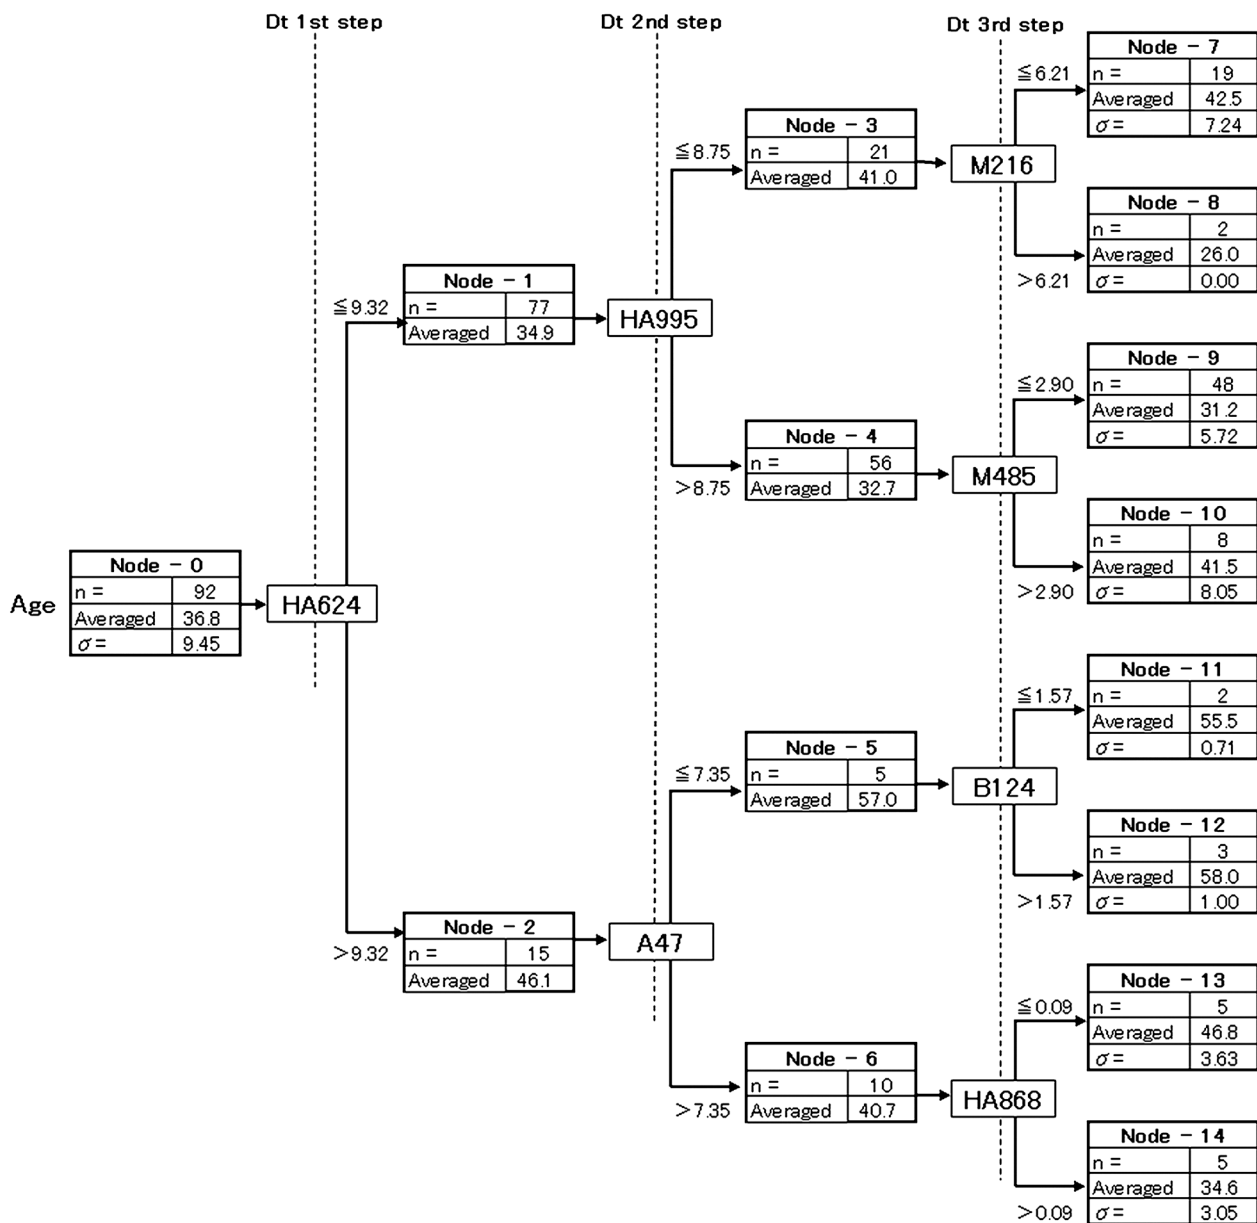 Dt 1st step
Dt 2nd step
Dt 3rd step
Age
Node - 0
n = 92
Averaged 36.8
σ = 9.45
HA624
≦9.32
Node - 1
n = 77
Averaged 34.9
>9.32
Node - 2
n = 15
Averaged 46.1
HA995
≦8.75
Node - 3
n = 21
Averaged 41.0
>8.75
Node - 4
n = 56
Averaged 32.7
A47
≦7.35
Node - 5
n = 5
Averaged 57.0
>7.35
Node - 6
n = 10
Averaged 40.7
M216
≦6.21
Node - 7
n = 19
Averaged 42.5
σ = 7.24
>6.21
Node - 8
n = 2
Averaged 26.0
σ = 0.00
M485
≦2.90
Node - 9
n = 48
Averaged 31.2
σ = 5.72
>2.90
Node - 10
n = 8
Averaged 41.5
σ = 8.05
B124
≦1.57
Node - 11
n = 2
Averaged 55.5
σ = 0.71
>1.57
Node - 12
n = 3
Averaged 58.0
σ = 1.00
HA868
≦0.09
Node - 13
n = 5
Averaged 46.8
σ = 3.63
>0.09
Node - 14
n = 5
Averaged 34.6
σ = 3.05